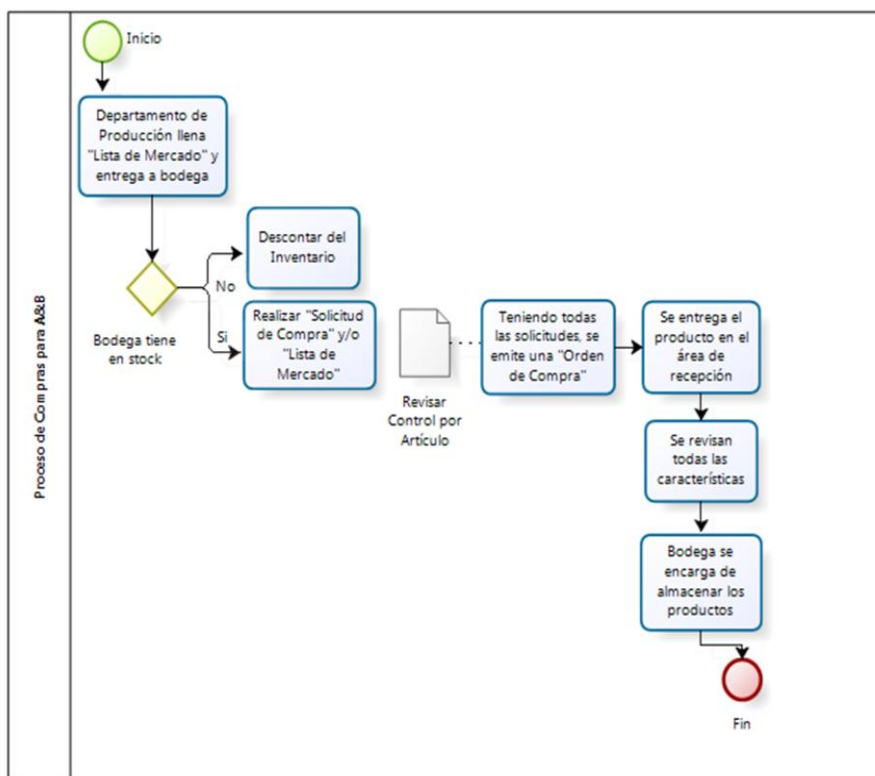 Proceso de Compras para A&B
Inicio
Departamento de
Producción llena
"Lista de Mercado" y
entrega a bodega
Bodega tiene
en stock
No
Descontar del
Inventario
Si
Realizar "Solicitud
de Compra" y/o
"Lista de
Mercado"
Revisar
Control por
Artículo
Teniendo todas
las solicitudes, se
emite una "Orden
de Compra"
Se entrega el
producto en el
área de
recepción
Se revisan
todas las
características
Bodega se
encarga de
almacenar los
productos
Fin